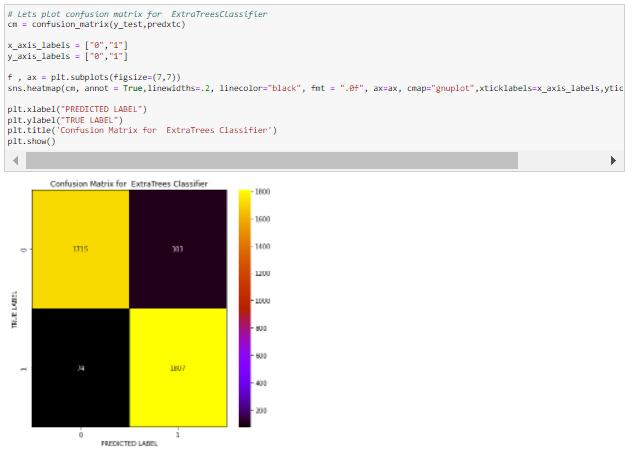 # Lets plot confusion matrix for  ExtraTreesClassifier
cm = confusion_matrix(y_test,predxtc)
x_axis_labels = ["0","1"]
y_axis_labels = ["0","1"]
f , ax = plt.subplots(figsize=(7,7))
sns.heatmap(cm, annot = True,linewidths=.2, linecolor="black", fmt = ".0f", ax=ax, cmap="gnuplot",xticklabels=x_axis_labels,ytic
plt.xlabel("PREDICTED LABEL")
plt.ylabel("TRUE LABEL")
plt.title('Confusion Matrix for  ExtraTrees Classifier')
plt.show()
Confusion Matrix for  ExtraTrees Classifier
1800
1600
1400
1200
1000
800
600
400
200
0
1715
TRUE LABEL
1
74
1807
0 1
PREDICTED LABEL